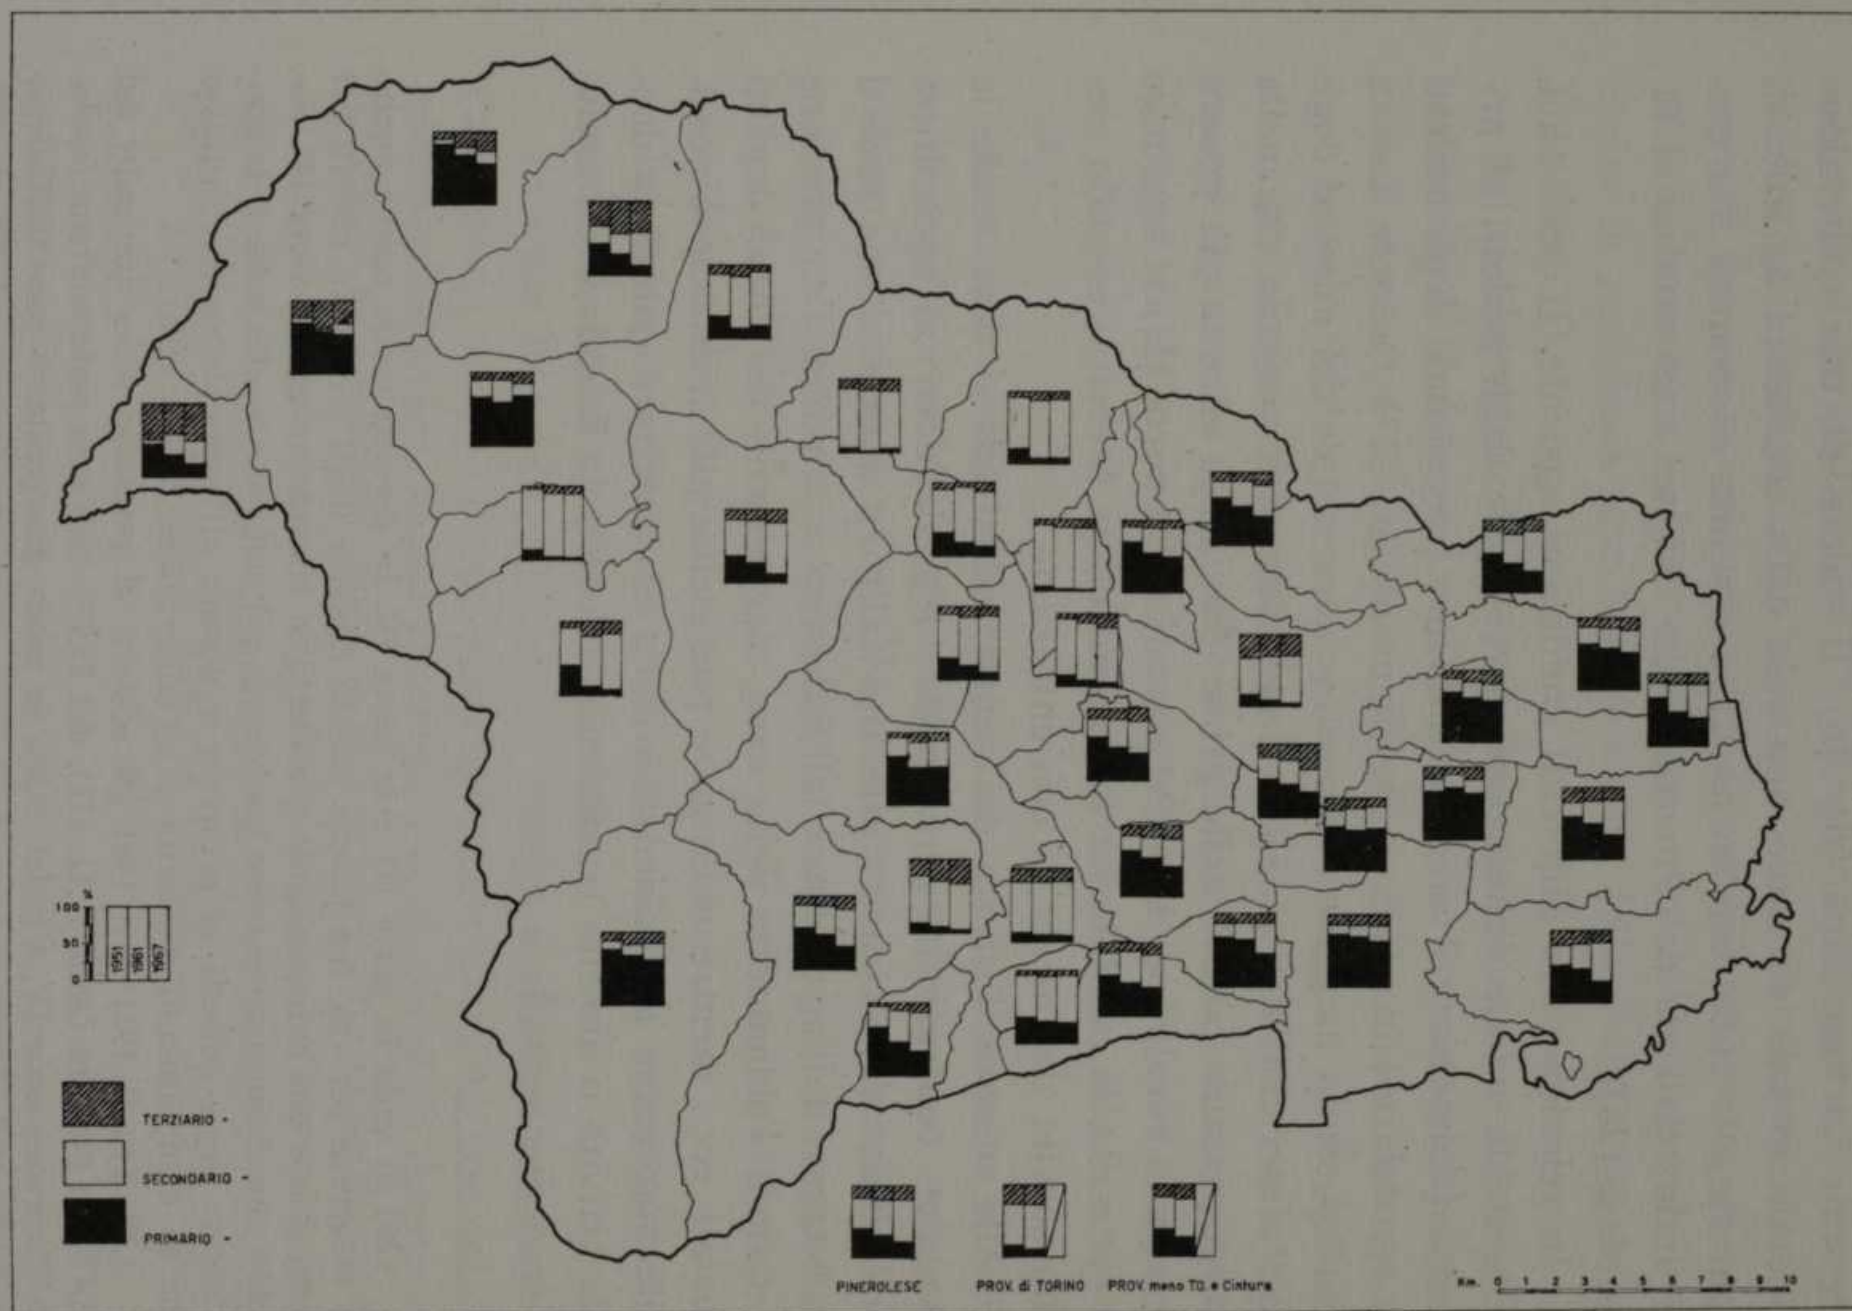 %
100
50
0
1951
1961
1967
TERZIARIO -
SECONDARIO -
PRIMARIO -
PINEROLESE
PROV. di TORINO
PROV. meno TO. e Cintura
Km. 0 1 2 3 4 5 6 7 8 9 10